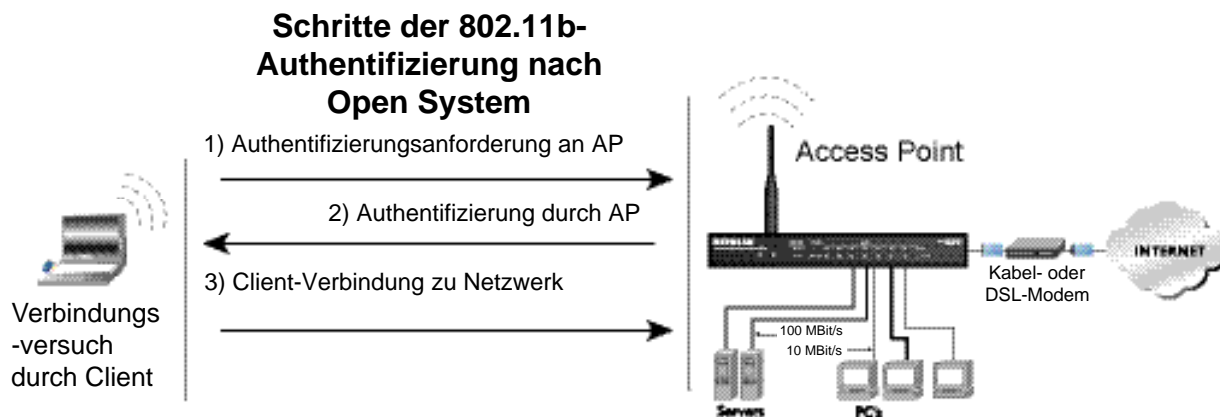 Schritte der 802.11b-
Authentifizierung nach
Open System
1) Authentifizierungsanforderung an AP
2) Authentifizierung durch AP
3) Client-Verbindung zu Netzwerk
Verbindungs
-versuch
durch Client
Access Point
INTERNET
Kabel- oder
DSL-Modem
100 MBit/s
10 MBit/s
Servers
PC's